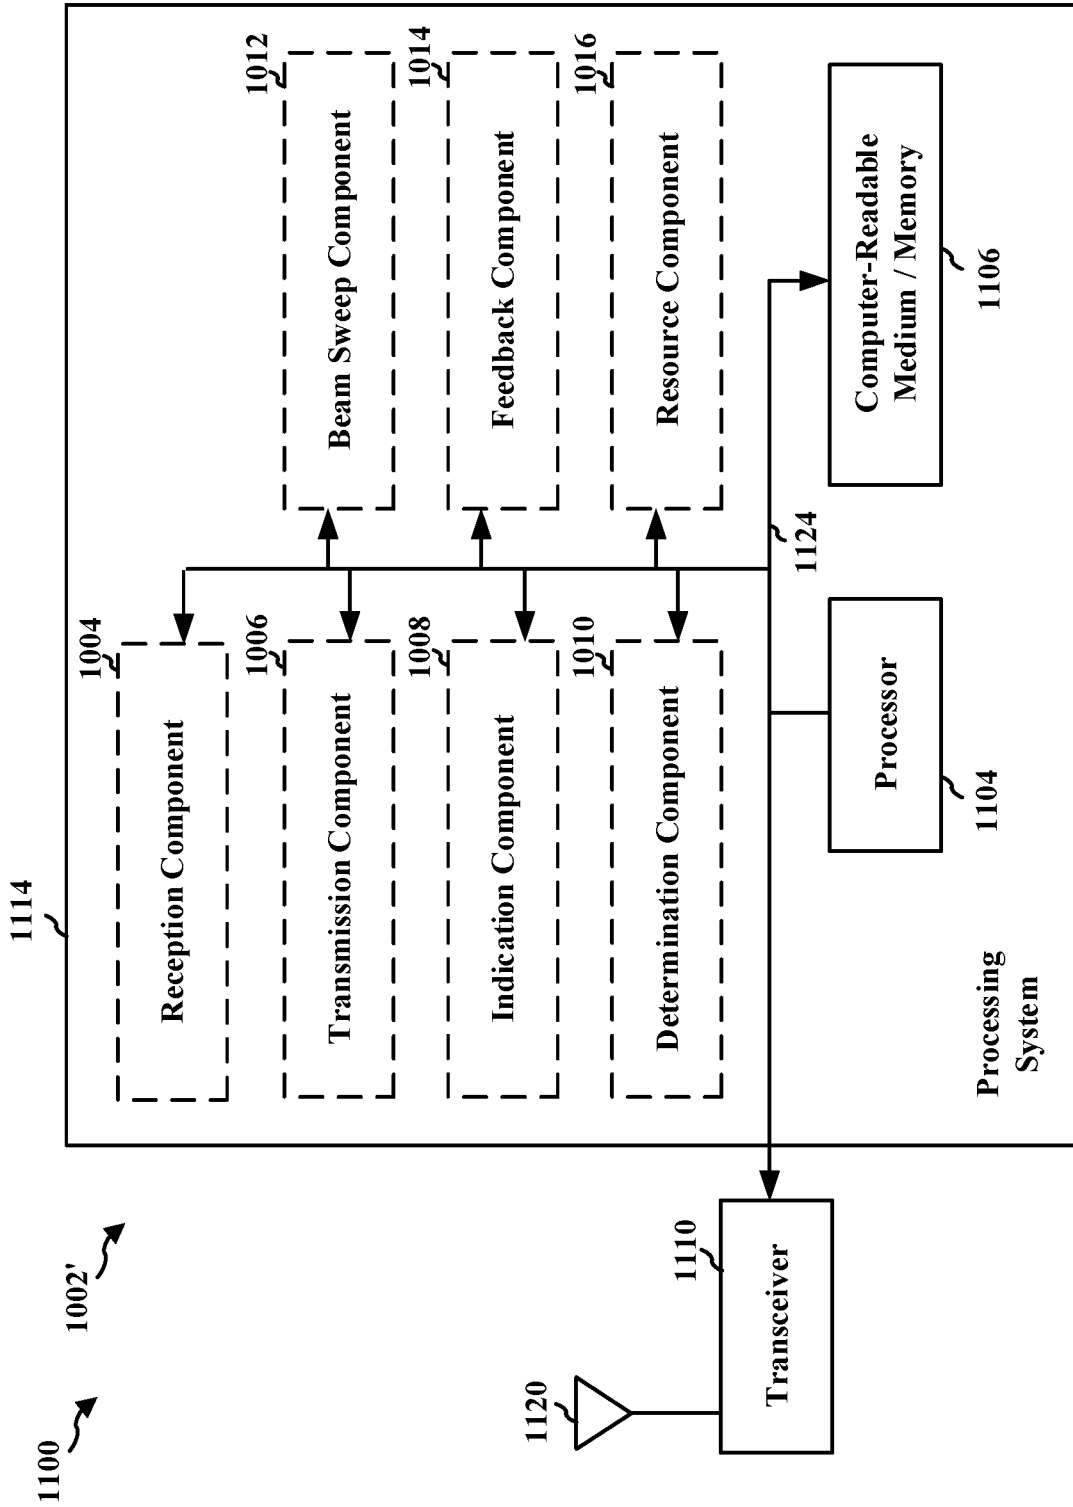 1100
1002'
1114
1004
Reception Component
1006
Transmission Component
1012
Beam Sweep Component
1008
Indication Component
1014
Feedback Component
1010
Determination Component
1016
Resource Component
1120
1110
Transceiver
1124
Processor
1104
Computer-Readable
Medium / Memory
1106
Processing
System